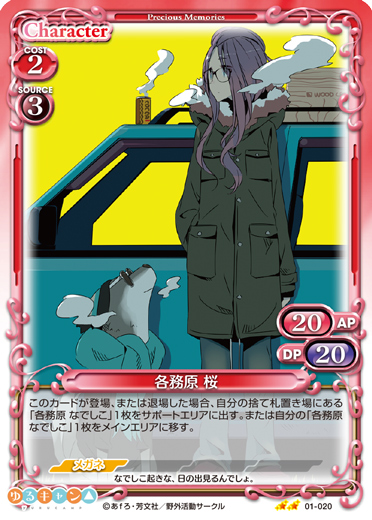 Precious Memories
Character
COST
2
SOURCE
3
20 AP
DP 20
各務原 桜
このカードが登場、または退場した場合、自分の捨て札置き場にある
「各務原 なでしこ」1枚をサポートエリアに出す。または自分の「各務原
なでしこ」1枚をメインエリアに移す。
メガネ
なでしこ起きな、日の出見るんでしょ。
ゆるキャン
©あfろ・芳文社/野外活動サークル
01-020